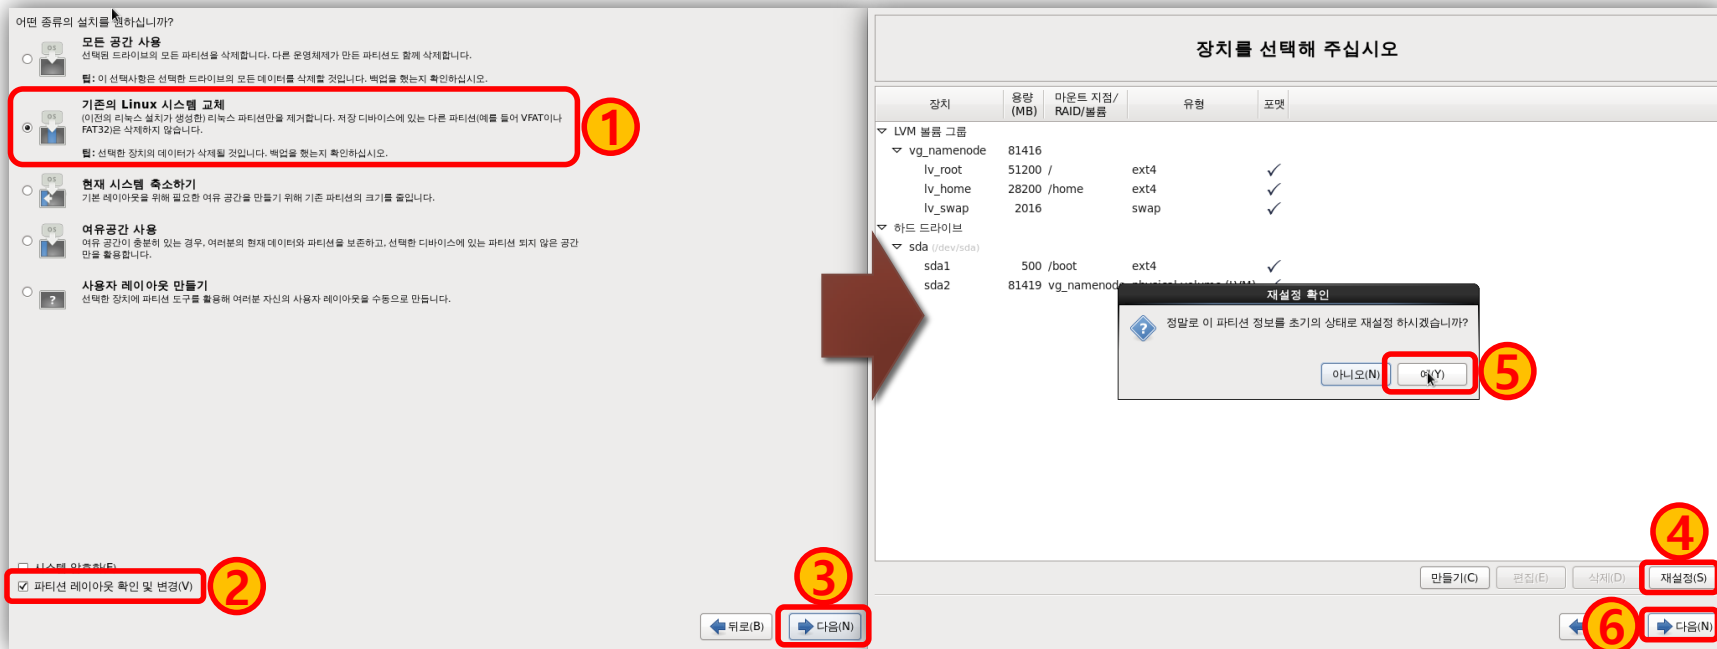 어떤 종류의 설치를 원하십니까?
모든 공간 사용
선택된 드라이브의 모든 파티션을 삭제합니다. 다른 운영체제가 만든 파티션도 함께 삭제합니다.
팁: 이 선택사항은 선택한 드라이브의 모든 데이터를 삭제할 것입니다. 백업을 했는지 확인하십시오.
기존의 Linux 시스템 교체
(이전의 리눅스 설치가 생성한) 리눅스 파티션만을 제거합니다. 저장 디바이스에 있는 다른 파티션(예를 들어 VFAT이나
FAT32)은 삭제하지 않습니다.
팁: 선택한 장치의 데이터가 삭제될 것입니다. 백업을 했는지 확인하십시오.
1
현재 시스템 축소하기
기본 레이아웃을 위해 필요한 여유 공간을 만들기 위해 기존 파티션의 크기를 줄입니다.
여유공간 사용
여유 공간이 충분히 있는 경우, 여러분의 현재 데이터와 파티션을 보존하고, 선택한 디바이스에 있는 파티션 되지 않은 공간
만을 활용합니다.
사용자 레이아웃 만들기
선택한 장치에 파티션 도구를 활용해 여러분 자신의 사용자 레이아웃을 수동으로 만듭니다.
시스템 암호화(E)
파티션 레이아웃 확인 및 변경(V)
2
3
뒤로(B)
다음(N)
장치를 선택해 주십시오
장치 용량 (MB) 마운트 지점/ RAID/볼륨 유형 포맷
LVM 볼륨 그룹
vg_namenode 81416
lv_root 51200 / ext4 ✓
lv_home 28200 /home ext4 ✓
lv_swap 2016 swap ✓
하드 드라이브
sda (/dev/sda)
sda1 500 /boot ext4 ✓
sda2 81419 vg_namenode physical volume (LVM)
재설정 확인
정말로 이 파티션 정보를 초기의 상태로 재설정 하시겠습니까?
아니오(N)
예(Y)
5
4
만들기(C)
편집(E)
삭제(D)
재설정(S)
6
다음(N)